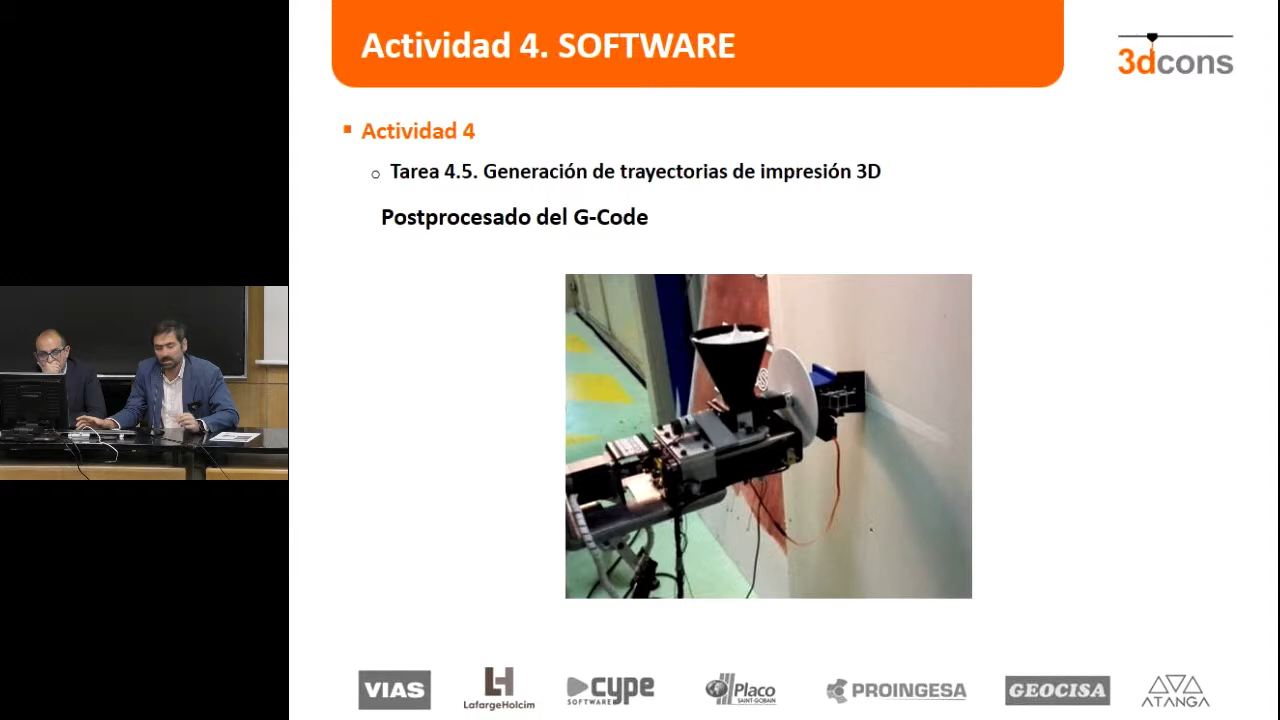 Actividad 4. SOFTWARE
3dcons
Actividad 4
Tarea 4.5. Generación de trayectorias de impresión 3D
Postprocesado del G-Code
VIAS
LH
LafargeHolcim
cype
SOFTWARE
Placo
SAINT-GOBAIN
PROINGESA
GEOCISA
ATANGA